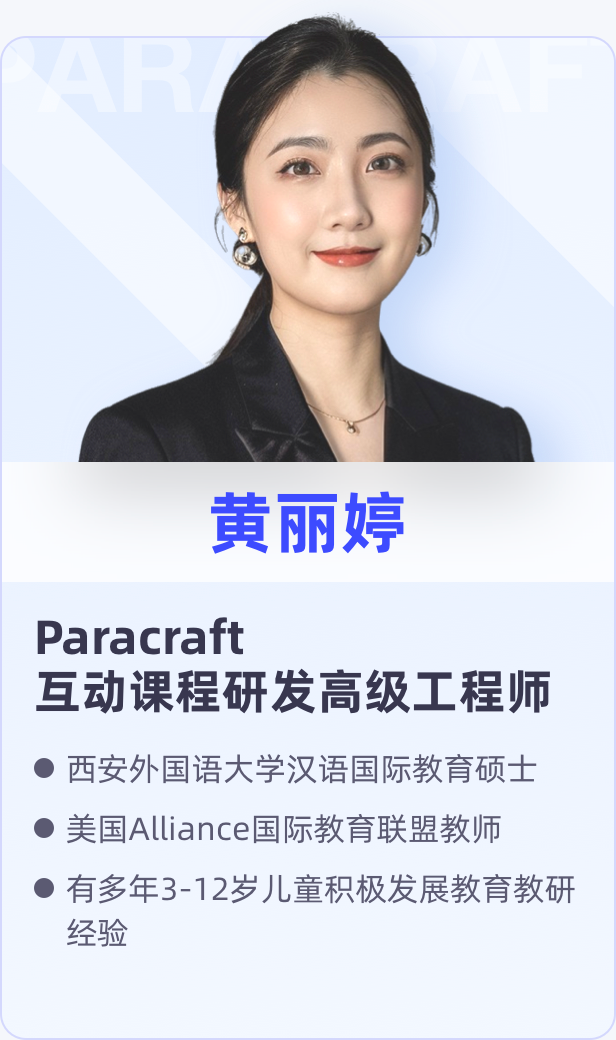 PARACRAF
黄丽婷
Paracraft
互动课程研发高级工程师
西安外国语大学汉语国际教育硕士
美国Alliance国际教育联盟教师
有多年3-12岁儿童积极发展教育教研
经验